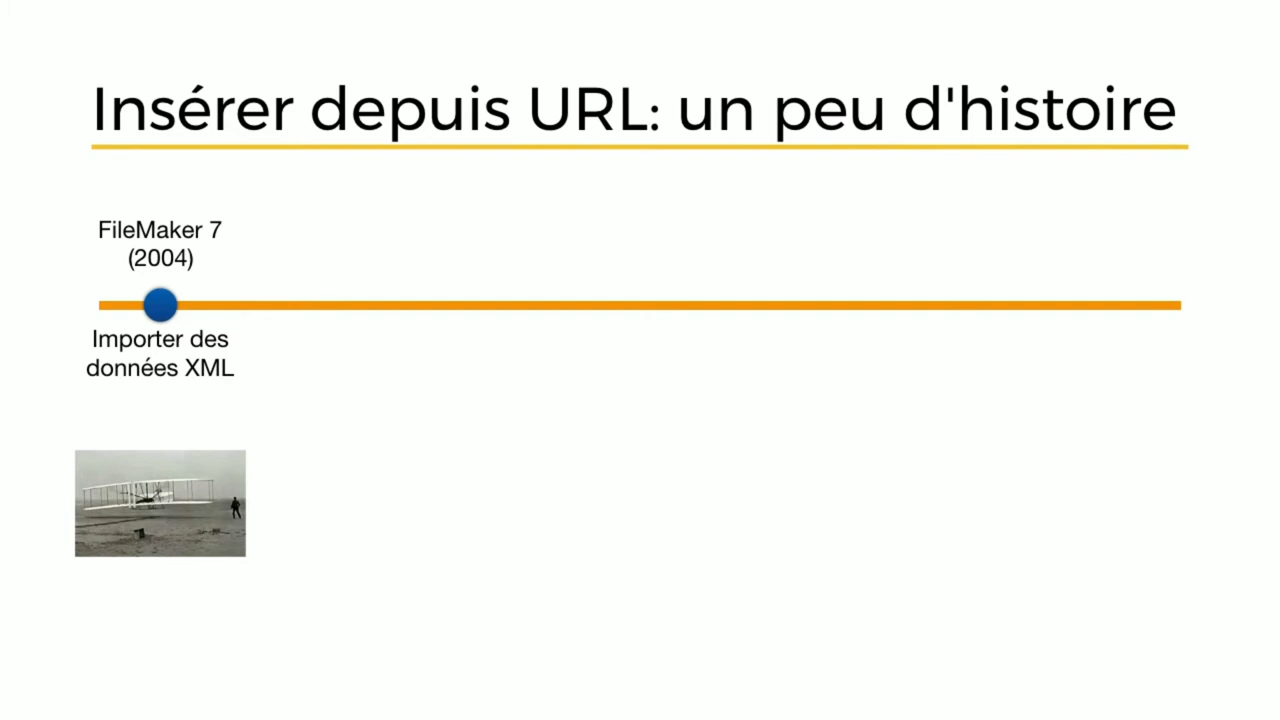 Insérer depuis URL: un peu d'histoire
FileMaker 7
(2004)
Importer des
données XML